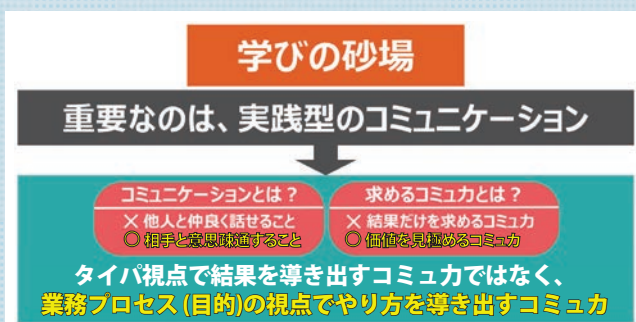 学びの砂場
重要なのは、実践型のコミュニケーション
コミュニケーションとは？
× 他人と仲良く話せること
〇 相手と意思疎通すること
求めるコミュ力とは？
× 結果だけを求めるコミュ力
〇 価値を見極めるコミュカ
タイパ視点で結果を導き出すコミュ力ではなく、
業務プロセス(目的)の視点でやり方を導き出すコミュ力